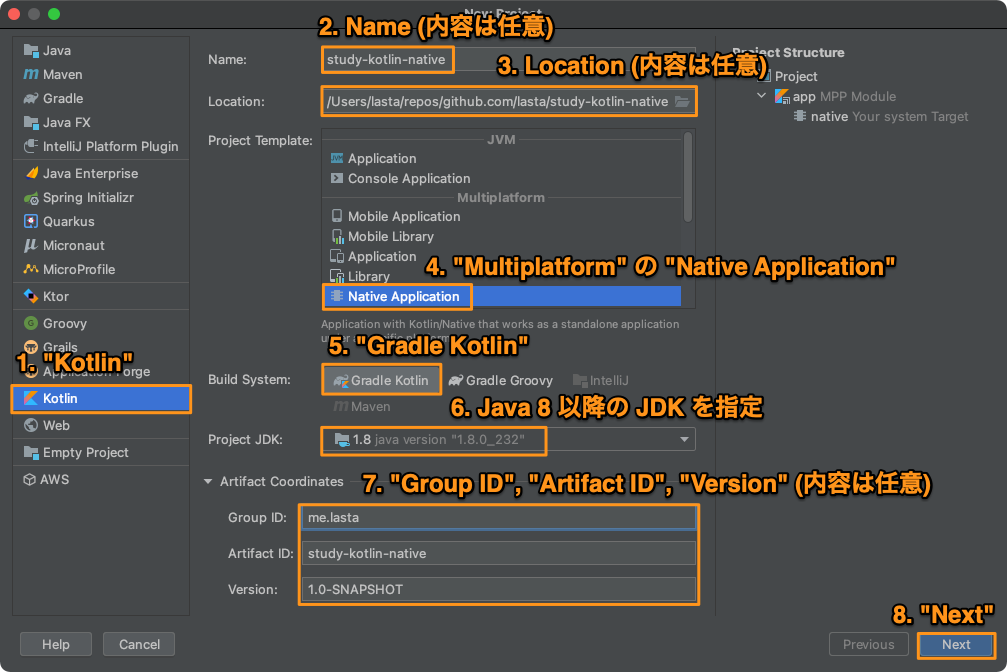 New Project
2. Name (内容は任意)
Java
Maven
Gradle
Java FX
IntelliJ Platform Plugin
Java Enterprise
Spring Initializr
Quarkus
Micronaut
MicroProfile
Ktor
Groovy
Grails
1. "Kotlin"
Application Forge
Kotlin
Web
Empty Project
AWS
Name:
study-kotlin-native
3. Location (内容は任意)
Location:
/Users/lasta/repos/github.com/lasta/study-kotlin-native
Project Template:
JVM
Application
Console Application
Multiplatform
Mobile Application
Mobile Library
Application
Library
4. "Multiplatform" の "Native Application"
Native Application
Application with Kotlin/Native that works as a standalone application
5. "Gradle Kotlin"
Build System:
Gradle Kotlin
Gradle Groovy
IntelliJ
Maven
6. Java 8 以降の JDK を指定
Project JDK:
1.8 java version "1.8.0_232"
Artifact Coordinates
7. "Group ID", "Artifact ID", "Version" (内容は任意)
Group ID:
me.lasta
Artifact ID:
study-kotlin-native
Version:
1.0-SNAPSHOT
Project Structure
Project
app MPP Module
native Your system Target
8. "Next"
Help
Cancel
Previous
Next